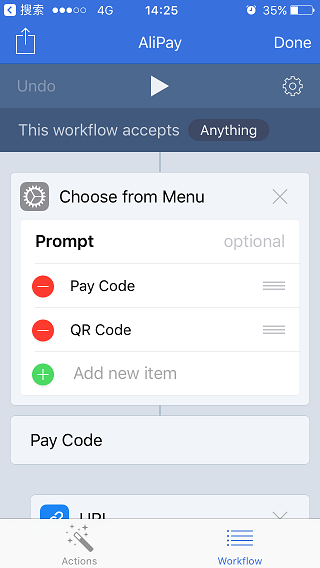 搜索 4G 14:25 35%
AliPay Done
Undo
This workflow accepts Anything
Choose from Menu
Prompt optional
Pay Code
QR Code
Add new item
Pay Code
URL
Actions Workflow